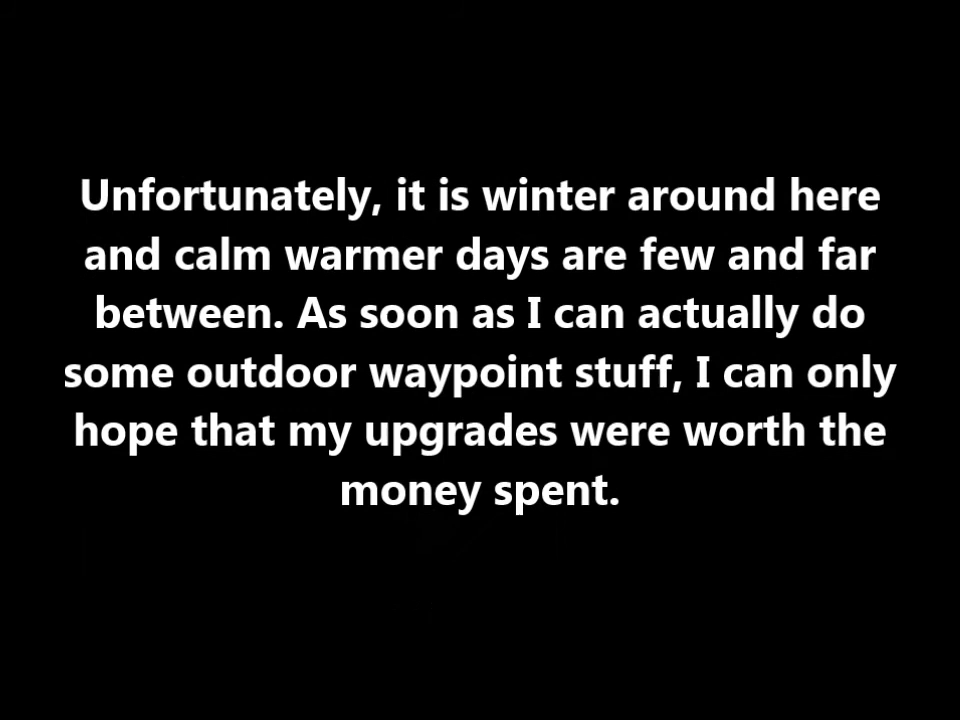 Unfortunately, it is winter around here
and calm warmer days are few and far
between. As soon as I can actually do
some outdoor waypoint stuff, I can only
hope that my upgrades were worth the
money spent.